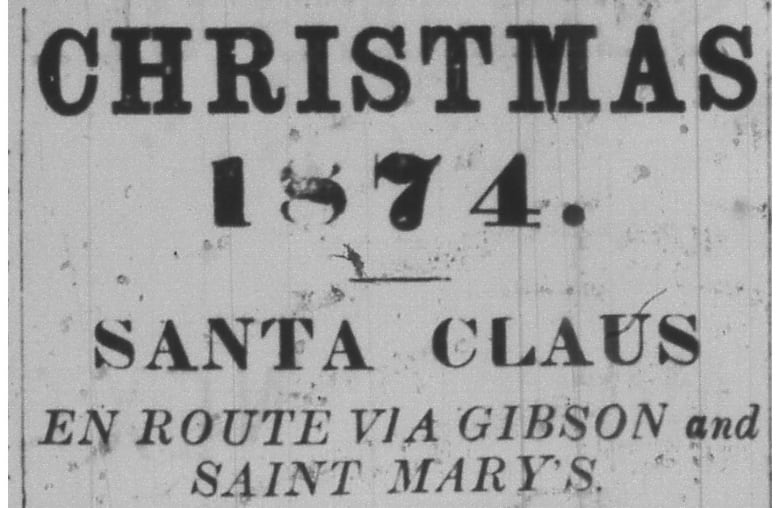 CHRISTMAS
1874.
SANTA CLAUS
EN ROUTE VIA GIBSON and
SAINT MARY'S.